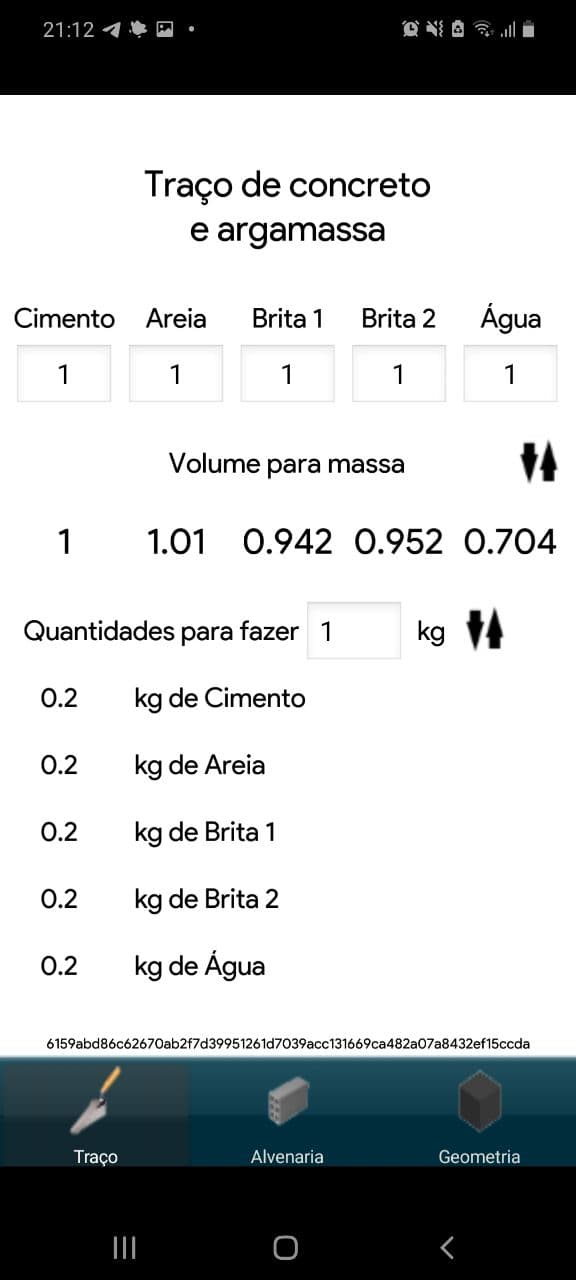 21:12
Traço de concreto
e argamassa
Cimento Areia Brita 1 Brita 2 Água
1 1 1 1 1
Volume para massa
1 1.01 0.942 0.952 0.704
Quantidades para fazer 1 kg
0.2 kg de Cimento
0.2 kg de Areia
0.2 kg de Brita 1
0.2 kg de Brita 2
0.2 kg de Água
6159abd86c62670ab2f7d39951261d7039acc131669ca482a07a8432ef15ccda
Traço Alvenaria Geometria